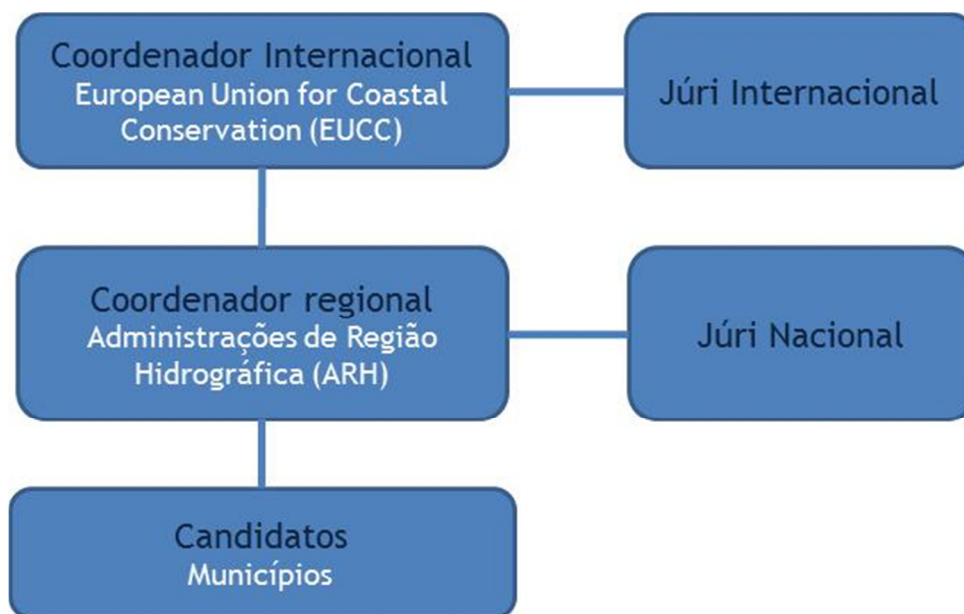 Coordenador Internacional
European Union for Coastal
Conservation (EUCC)
Júri Internacional
Coordenador regional
Administrações de Região
Hidrográfica (ARH)
Júri Nacional
Candidatos
Municípios